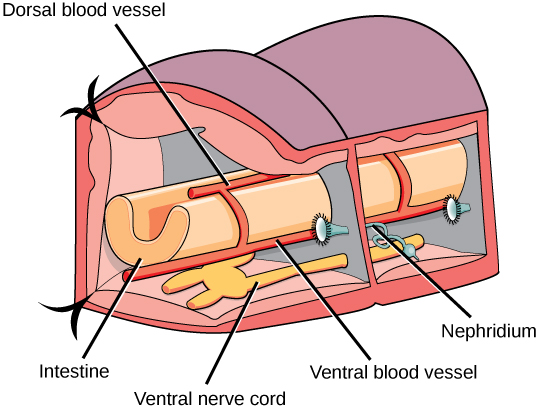 Dorsal blood vessel
Nephridium
Intestine
Ventral blood vessel
Ventral nerve cord